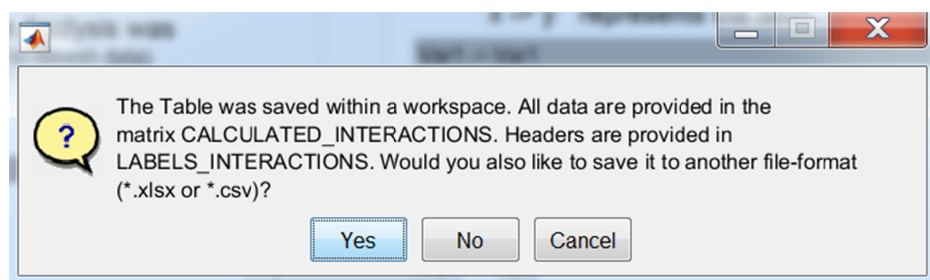 The Table was saved within a workspace. All data are provided in the
matrix CALCULATED_INTERACTIONS. Headers are provided in
LABELS_INTERACTIONS. Would you also like to save it to another file-format
(*.xlsx or *.csv)?
Yes No Cancel